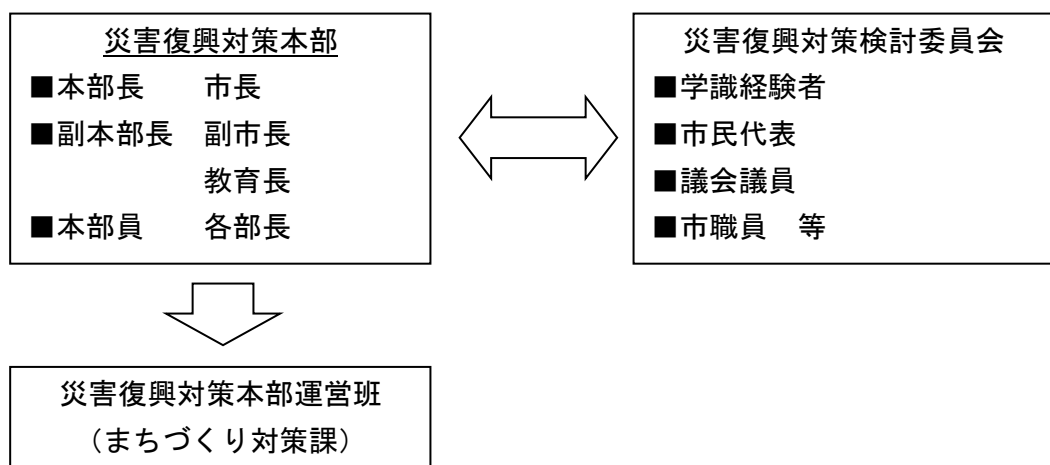 災害復興対策本部
■本部長　市長
■副本部長　副市長
教育長
■本部員　各部長
災害復興対策検討委員会
■学識経験者
■市民代表
■議会議員
■市職員　等
災害復興対策本部運営班
（まちづくり対策課）